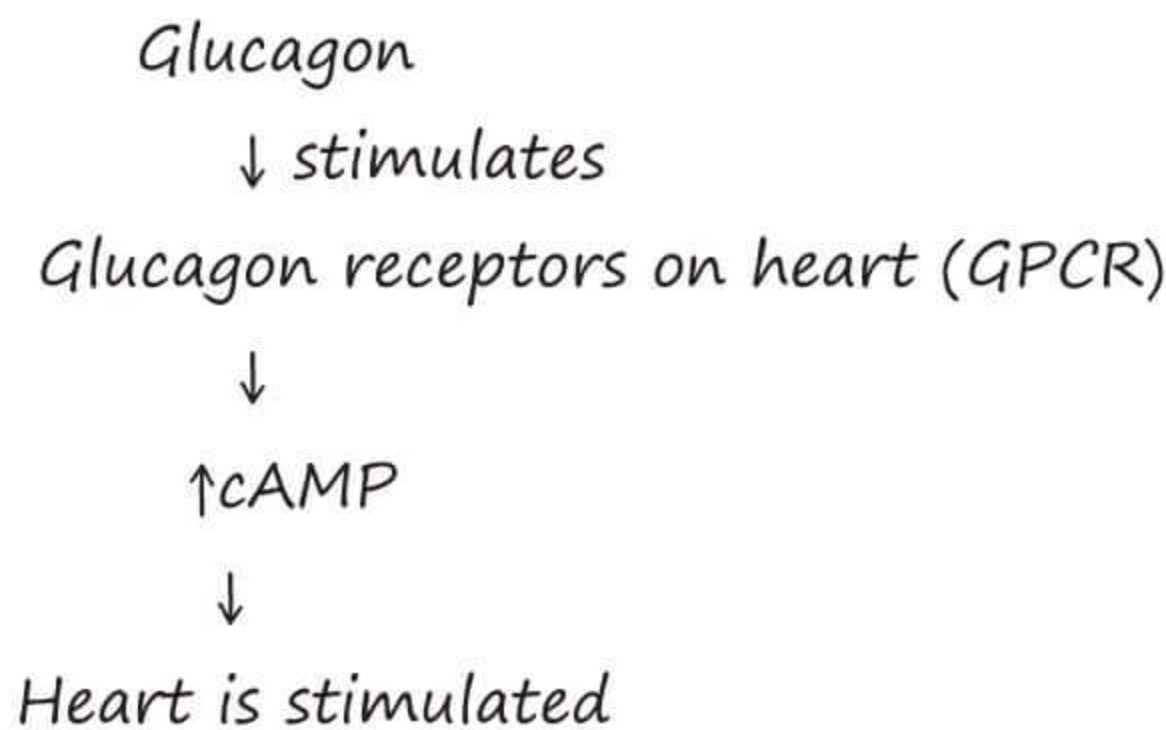 Glucagon
↓ stimulates
Glucagon receptors on heart (GPCR)
↓
↑cAMP
↓
Heart is stimulated